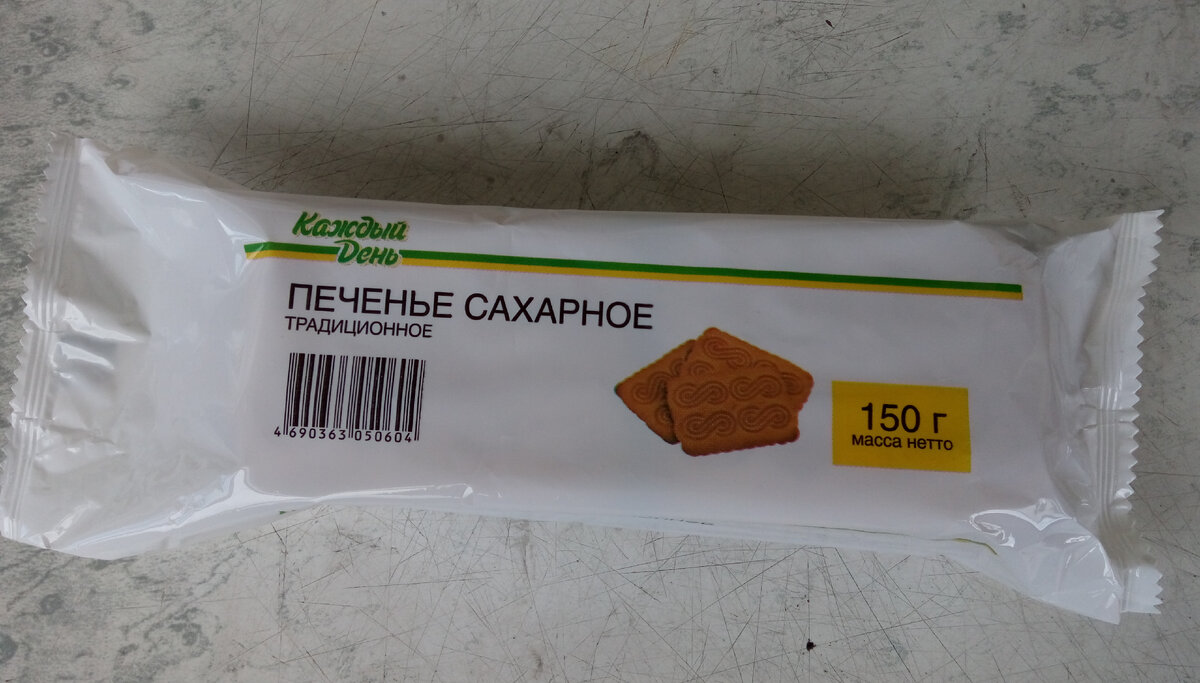 Каждый
День
ПЕЧЕНЬЕ САХАРНОЕ
ТРАДИЦИОННОЕ
4 690363 050604
150 г
масса нетто